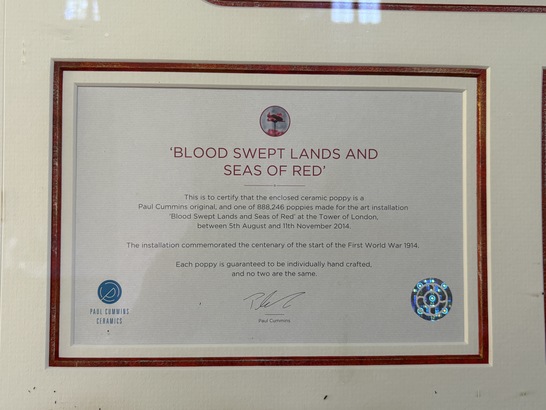 'BLOOD SWEPT LANDS AND
SEAS OF RED'
This is to certify that the enclosed ceramic poppy is a
Paul Cummins original, and one of 888,246 poppies made for the art installation
'Blood Swept Lands and Seas of Red' at the Tower of London,
between 5th August and 11th November 2014.
The installation commemorated the centenary of the start of the First World War 1914.
Each poppy is guaranteed to be individually hand crafted,
and no two are the same.
Paul Cummins
PAUL CUMMINS
CERAMICS